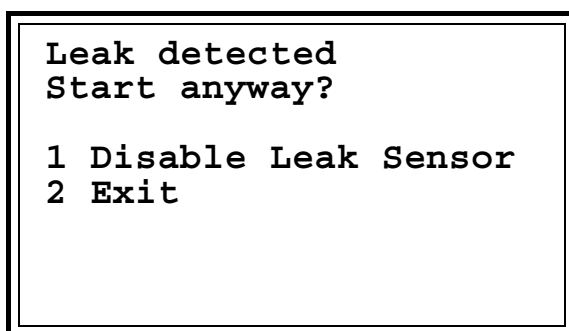 Leak detected
Start anyway?
1 Disable Leak Sensor
2 Exit